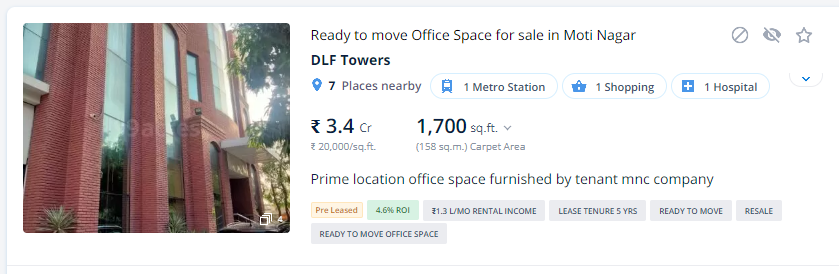 Ready to move Office Space for sale in Moti Nagar
DLF Towers
7 Places nearby 1 Metro Station 1 Shopping 1 Hospital
₹ 3.4 Cr 1,700 sq.ft.
₹ 20,000/sq.ft. (158 sq.m.) Carpet Area
Prime location office space furnished by tenant mnc company
Pre Leased 4.6% ROI ₹1.3 L/MO RENTAL INCOME LEASE TENURE 5 YRS READY TO MOVE RESALE
READY TO MOVE OFFICE SPACE
99acres
4